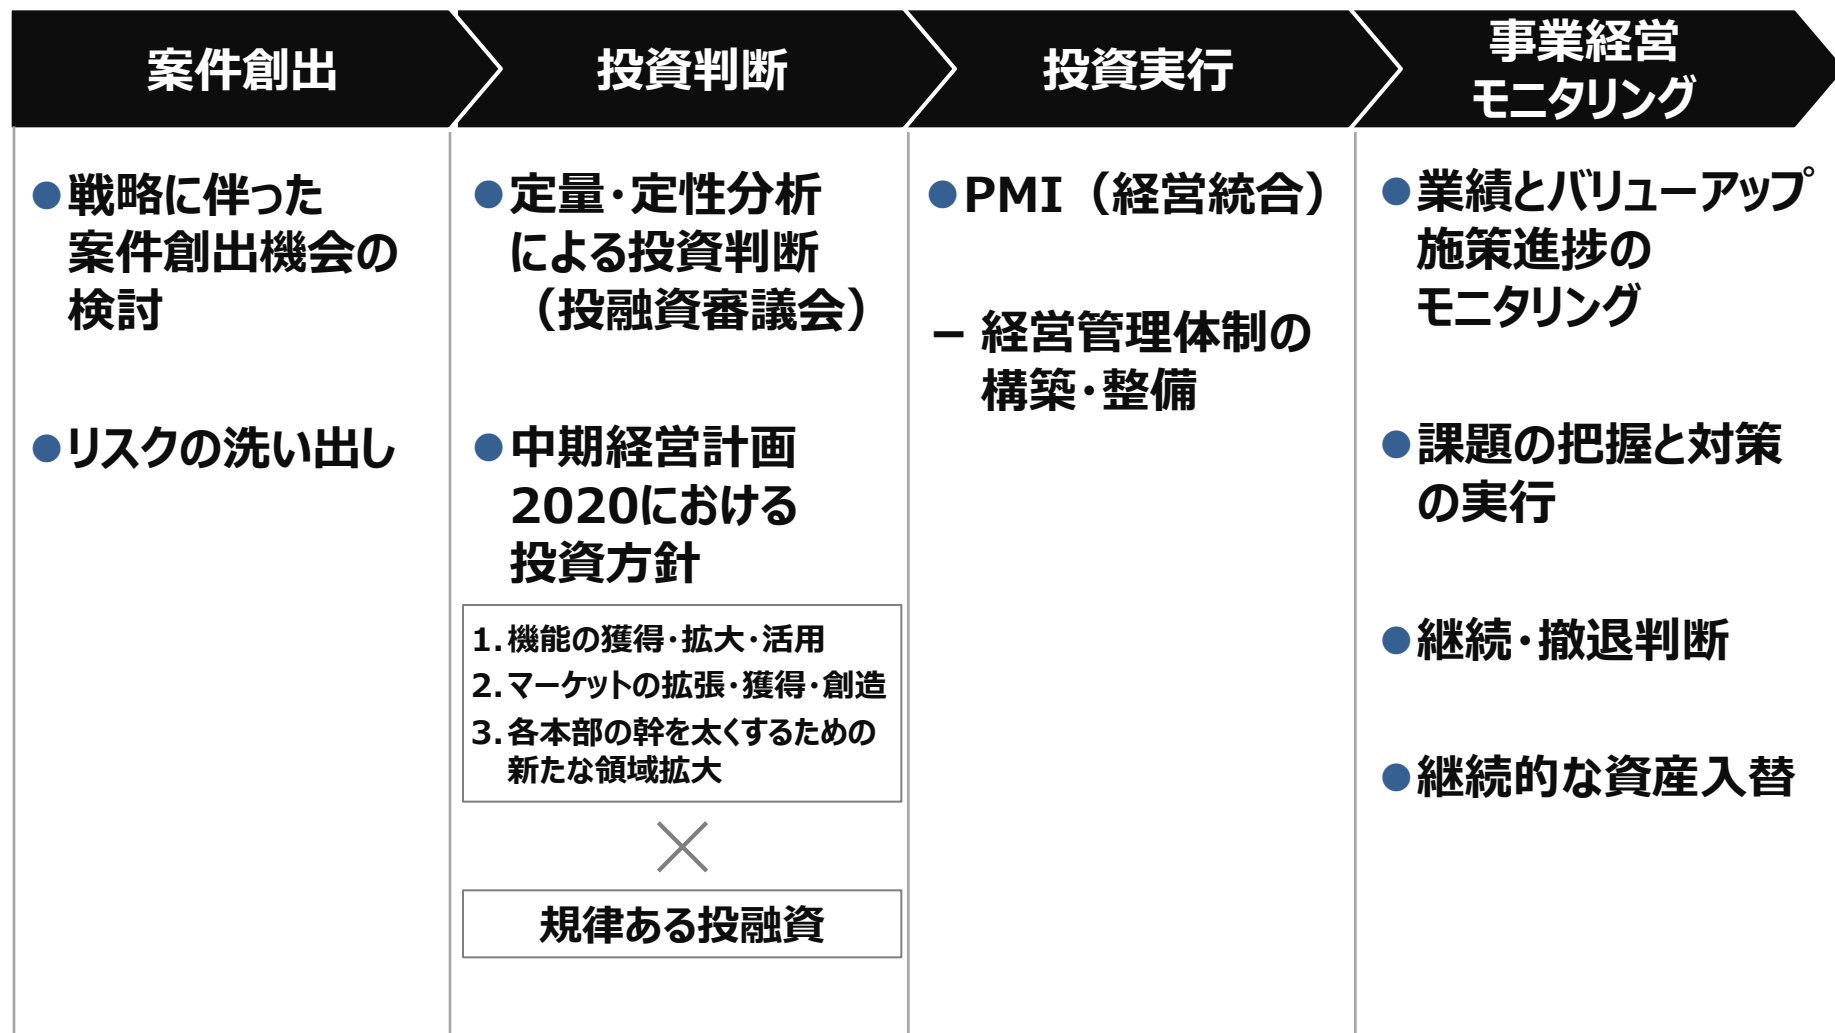 案件創出
投資判断
投資実行
事業経営
モニタリング
●戦略に伴った
案件創出機会の
検討
●リスクの洗い出し
●定量･定性分析
による投資判断
（投融資審議会）
●中期経営計画
2020における
投資方針
1.機能の獲得･拡大･活用
2.マーケットの拡張･獲得･創造
3.各本部の幹を太くするための
新たな領域拡大
×
規律ある投融資
●PMI（経営統合）
– 経営管理体制の
構築･整備
●業績とバリューアップ
施策進捗の
モニタリング
●課題の把握と対策
の実行
●継続･撤退判断
●継続的な資産入替